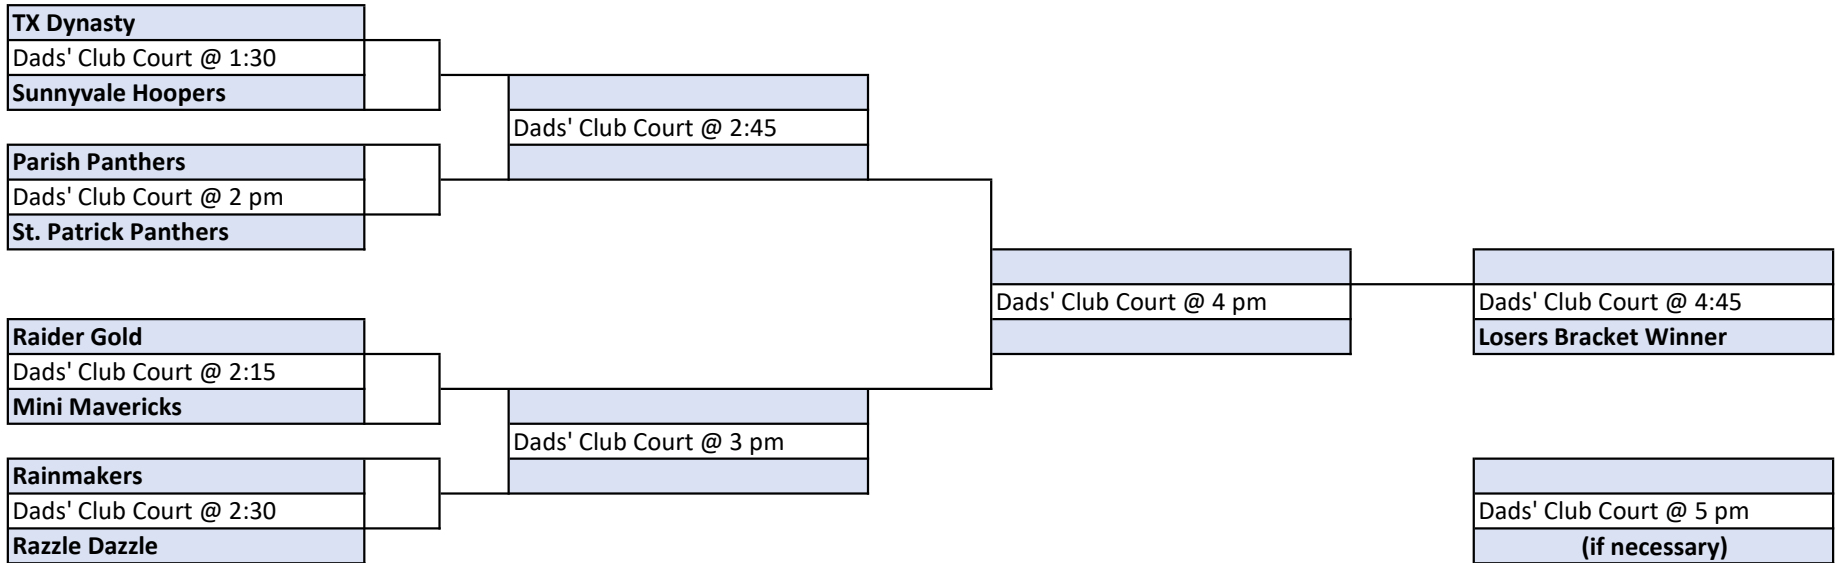 TX Dynasty
Dads' Club Court @ 1:30
Sunnyvale Hoopers
Dads' Club Court @ 2:45
Parish Panthers
Dads' Club Court @ 2 pm
St. Patrick Panthers
Dads' Club Court @ 4 pm
Dads' Club Court @ 4:45
Losers Bracket Winner
Raider Gold
Dads' Club Court @ 2:15
Mini Mavericks
Dads' Club Court @ 3 pm
Rainmakers
Dads' Club Court @ 2:30
Razzle Dazzle
Dads' Club Court @ 5 pm
(if necessary)